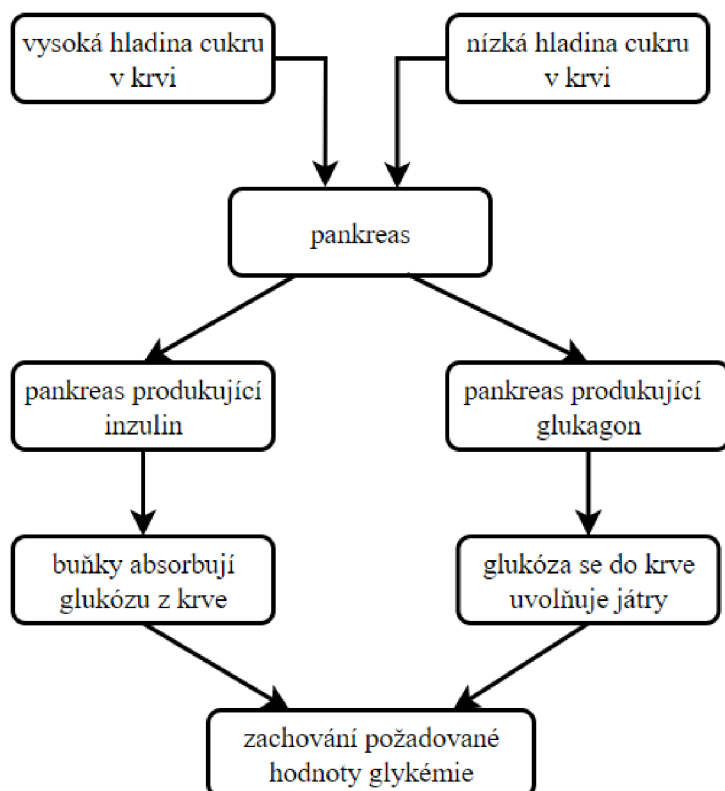 vysoká hladina cukru
v krvi
nízká hladina cukru
v krvi
pankreas
pankreas produkující
inzulin
pankreas produkující
glukagon
buňky absorbují
glukózu z krve
glukóza se do krve
uvolňuje játry
zachování požadované
hodnoty glykémie